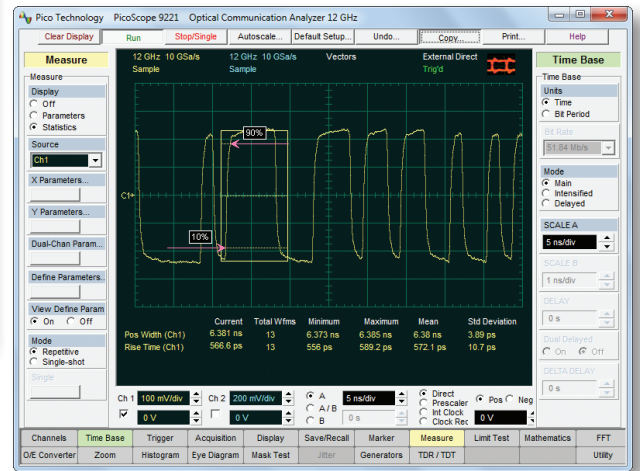 Pico Technology PicoScope 9221 Optical Communication Analyzer 12 GHz
Clear Display Run Stop/Single Autoscale... Default Setup... Undo... Copy... Print... Help
Measure
Measure
Display
Off
Parameters
Statistics
Source
Ch1
X Parameters...
Y Parameters...
Dual-Chan Param...
Define Parameters..
View Define Param
On Off
Mode
Repetitive
Single-shot
Single
12 GHz 10 GSa/s 12 GHz 10 GSa/s Vectors External Direct
Sample Sample Trig'd
90%
C1
10%
Current Total Wfms Minimum Maximum Mean Std Deviation
Pos Width (Ch1) 6.381 ns 13 6.373 ns 6.385 ns 6.38 ns 3.89 ps
Rise Time (Ch1) 566.6 ps 13 556 ps 589.2 ps 572.1 ps 10.7 ps
Ch 1 100 mV/div Ch 2 200 mV/div A 5 ns/div Direct Pos Neg
A / B Prescaler
0 V 0 V B 0 s Int Clock 0 V
Clock Rec
Time Base
Time Base
Units
Time
Bit Period
Bit Rate
51.84 Mb/s
Mode
Main
Intensified
Delayed
SCALE A
5 ns/div
SCALE B
1 ns/div
DELAY
0 s
Dual Delayed
On Off
DELTA DELAY
0 s
Channels Time Base Trigger Acquisition Display Save/Recall Marker Measure Limit Test Mathematics FFT
O/E Converter Zoom Histogram Eye Diagram Mask Test Jitter Generators TDR / TDT Utility